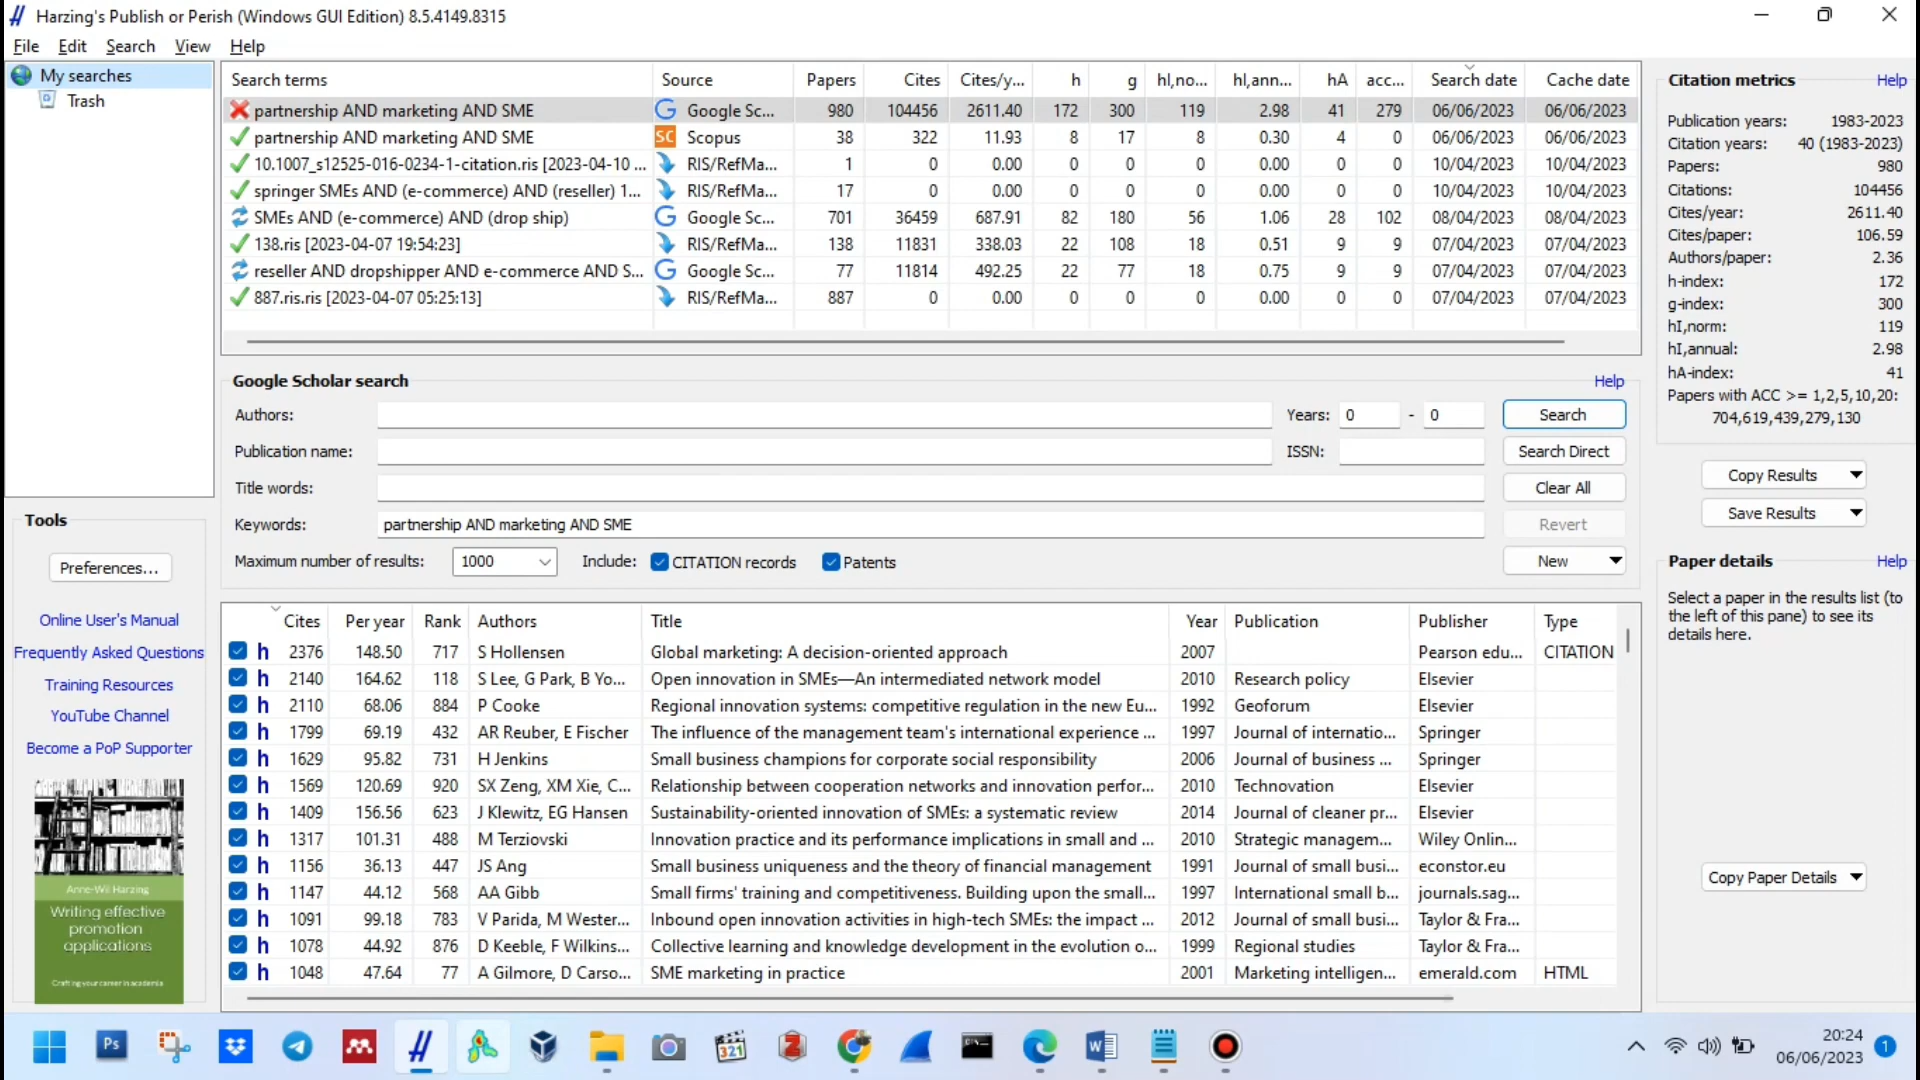 Harzing's Publish or Perish (Windows GUI Edition) 8.5.4149.8315
File Edit Search View Help
My searches
Trash
Search terms Source Papers Cites Cites/y... h g hI,no... hI,ann... hA acc... Search date Cache date
partnership AND marketing AND SME Google Sc... 980 104456 2611.40 172 300 119 2.98 41 279 06/06/2023 06/06/2023
partnership AND marketing AND SME SC Scopus 38 322 11.93 8 17 8 0.30 4 0 06/06/2023 06/06/2023
10.1007_s12525-016-0234-1-citation.ris [2023-04-10 ... RIS/RefMa... 1 0 0.00 0 0 0 0.00 0 0 10/04/2023 10/04/2023
springer SMEs AND (e-commerce) AND (reseller) 1... RIS/RefMa... 17 0 0.00 0 0 0 0.00 0 0 10/04/2023 10/04/2023
SMEs AND (e-commerce) AND (drop ship) Google Sc... 701 36459 687.91 82 180 56 1.06 28 102 08/04/2023 08/04/2023
138.ris [2023-04-07 19:54:23] RIS/RefMa... 138 11831 338.03 22 108 18 0.51 9 9 07/04/2023 07/04/2023
reseller AND dropshipper AND e-commerce AND S... Google Sc... 77 11814 492.25 22 77 18 0.75 9 9 07/04/2023 07/04/2023
887.ris.ris [2023-04-07 05:25:13] RIS/RefMa... 887 0 0.00 0 0 0 0.00 0 0 07/04/2023 07/04/2023
Google Scholar search Help
Authors: Years: 0 - 0 Search
Publication name: ISSN: Search Direct
Title words: Clear All
Keywords: partnership AND marketing AND SME Revert
Maximum number of results: 1000 Include: CITATION records Patents New
Cites Per year Rank Authors Title Year Publication Publisher Type
h 2376 148.50 717 S Hollensen Global marketing: A decision-oriented approach 2007 Pearson edu... CITATION
h 2140 164.62 118 S Lee, G Park, B Yo... Open innovation in SMEs—An intermediated network model 2010 Research policy Elsevier
h 2110 68.06 884 P Cooke Regional innovation systems: competitive regulation in the new Eu... 1992 Geoforum Elsevier
h 1799 69.19 432 AR Reuber, E Fischer The influence of the management team's international experience ... 1997 Journal of internatio... Springer
h 1629 95.82 731 H Jenkins Small business champions for corporate social responsibility 2006 Journal of business ... Springer
h 1569 120.69 920 SX Zeng, XM Xie, C... Relationship between cooperation networks and innovation perfor... 2010 Technovation Elsevier
h 1409 156.56 623 J Klewitz, EG Hansen Sustainability-oriented innovation of SMEs: a systematic review 2014 Journal of cleaner pr... Elsevier
h 1317 101.31 488 M Terziovski Innovation practice and its performance implications in small and ... 2010 Strategic managem... Wiley Onlin...
h 1156 36.13 447 JS Ang Small business uniqueness and the theory of financial management 1991 Journal of small busi... econstor.eu
h 1147 44.12 568 AA Gibb Small firms' training and competitiveness. Building upon the small... 1997 International small b... journals.sag...
h 1091 99.18 783 V Parida, M Wester... Inbound open innovation activities in high-tech SMEs: the impact ... 2012 Journal of small busi... Taylor & Fra...
h 1078 44.92 876 D Keeble, F Wilkins... Collective learning and knowledge development in the evolution o... 1999 Regional studies Taylor & Fra...
h 1048 47.64 77 A Gilmore, D Carso... SME marketing in practice 2001 Marketing intelligen... emerald.com HTML
Tools
Preferences...
Online User's Manual
Frequently Asked Questions
Training Resources
YouTube Channel
Become a PoP Supporter
Anne-Wil Harzing
Writing effective
promotion
applications
Crafting your career in academia
Citation metrics Help
Publication years: 1983-2023
Citation years: 40 (1983-2023)
Papers: 980
Citations: 104456
Cites/year: 2611.40
Cites/paper: 106.59
Authors/paper: 2.36
h-index: 172
g-index: 300
hI,norm: 119
hI,annual: 2.98
hA-index: 41
Papers with ACC >= 1,2,5,10,20:
704,619,439,279,130
Copy Results
Save Results
Paper details Help
Select a paper in the results list (to
the left of this pane) to see its
details here.
Copy Paper Details
Ps
321
20:24
06/06/2023
1